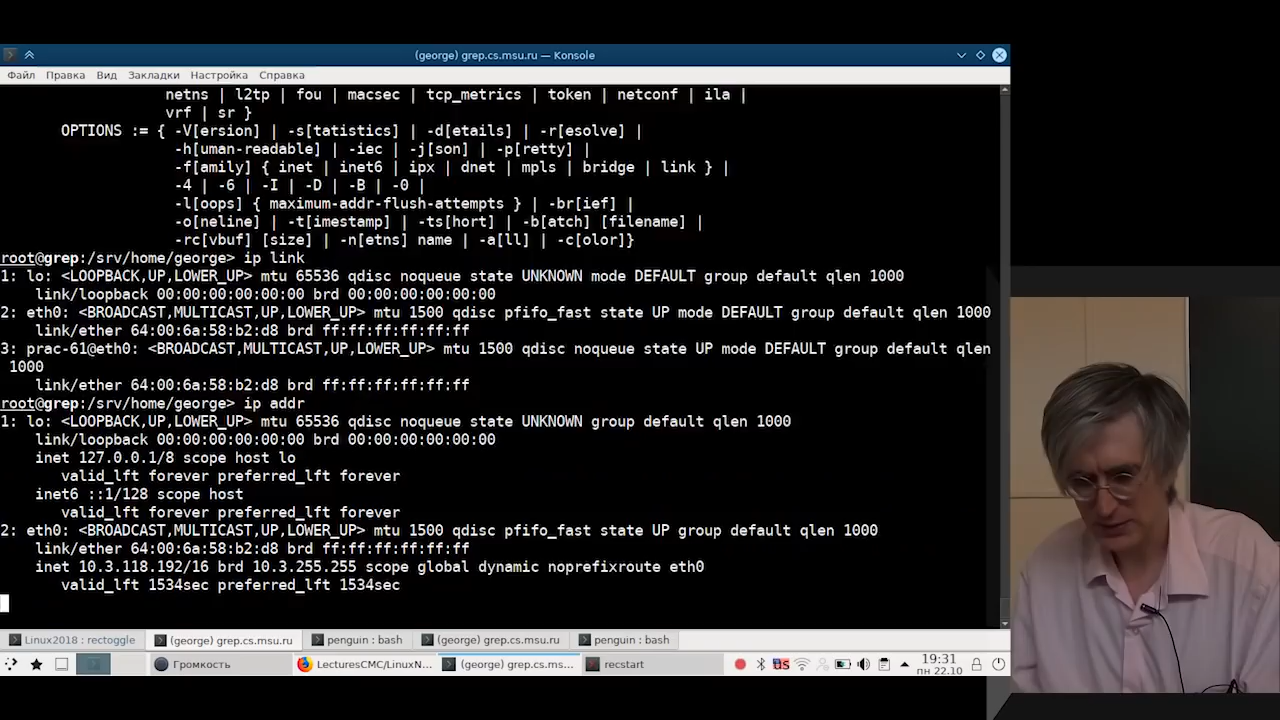 (george) grep.cs.msu.ru — Konsole
Файл Правка Вид Закладки Настройка Справка
netns | l2tp | fou | macsec | tcp_metrics | token | netconf | ila |
vrf | sr }
OPTIONS := { -V[ersion] | -s[tatistics] | -d[etails] | -r[esolve] |
-h[uman-readable] | -iec | -j[son] | -p[retty] |
-f[amily] { inet | inet6 | ipx | dnet | mpls | bridge | link } |
-4 | -6 | -I | -D | -B | -0 |
-l[oops] { maximum-addr-flush-attempts } | -br[ief] |
-o[neline] | -t[imestamp] | -ts[hort] | -b[atch] [filename] |
-rc[vbuf] [size] | -n[etns] name | -a[ll] | -c[olor]}
root@grep:/srv/home/george> ip link
1: lo: <LOOPBACK,UP,LOWER_UP> mtu 65536 qdisc noqueue state UNKNOWN mode DEFAULT group default qlen 1000
link/loopback 00:00:00:00:00:00 brd 00:00:00:00:00:00
2: eth0: <BROADCAST,MULTICAST,UP,LOWER_UP> mtu 1500 qdisc pfifo_fast state UP mode DEFAULT group default qlen 1000
link/ether 64:00:6a:58:b2:d8 brd ff:ff:ff:ff:ff:ff
3: prac-61@eth0: <BROADCAST,MULTICAST,UP,LOWER_UP> mtu 1500 qdisc noqueue state UP mode DEFAULT group default qlen
1000
link/ether 64:00:6a:58:b2:d8 brd ff:ff:ff:ff:ff:ff
root@grep:/srv/home/george> ip addr
1: lo: <LOOPBACK,UP,LOWER_UP> mtu 65536 qdisc noqueue state UNKNOWN group default qlen 1000
link/loopback 00:00:00:00:00:00 brd 00:00:00:00:00:00
inet 127.0.0.1/8 scope host lo
valid_lft forever preferred_lft forever
inet6 ::1/128 scope host
valid_lft forever preferred_lft forever
2: eth0: <BROADCAST,MULTICAST,UP,LOWER_UP> mtu 1500 qdisc pfifo_fast state UP group default qlen 1000
link/ether 64:00:6a:58:b2:d8 brd ff:ff:ff:ff:ff:ff
inet 10.3.118.192/16 brd 10.3.255.255 scope global dynamic noprefixroute eth0
valid_lft 1534sec preferred_lft 1534sec
Linux2018 : rectoggle (george) grep.cs.msu.ru penguin : bash (george) grep.cs.msu.ru penguin : bash
Громкость LecturesCMC/LinuxN... (george) grep.cs.ms... recstart US 19:31
пн 22.10